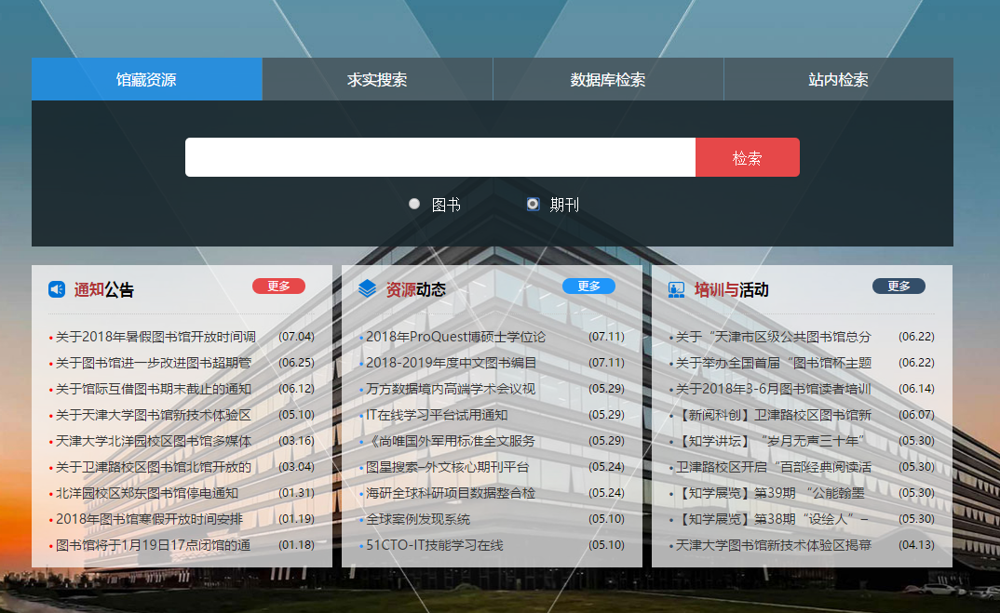 馆藏资源
求实搜索
数据库检索
站内检索
检索
图书
期刊
通知公告
更多
关于2018年暑假图书馆开放时间调 (07.04)
关于图书馆进一步改进图书超期管 (06.25)
关于馆际互借图书期末截止的通知 (06.12)
关于天津大学图书馆新技术体验区 (05.10)
天津大学北洋园校区图书馆多媒体 (03.16)
关于卫津路校区图书馆北馆开放的 (03.04)
北洋园校区郑东图书馆停电通知 (01.31)
2018年图书馆寒假开放时间安排 (01.19)
图书馆将于1月19日17点闭馆的通 (01.18)
资源动态
更多
2018年ProQuest博硕士学位论 (07.11)
2018-2019年度中文图书编目 (07.11)
万方数据境内高端学术会议视 (05.29)
IT在线学习平台试用通知 (05.29)
《尚唯国外军用标准全文服务 (05.29)
图星搜索–外文核心期刊平台 (05.24)
海研全球科研项目数据整合检 (05.24)
全球案例发现系统 (05.10)
51CTO-IT技能学习在线 (05.10)
培训与活动
更多
关于“天津市区级公共图书馆总分 (06.22)
关于举办全国首届“图书馆杯主题 (06.22)
关于2018年3-6月图书馆读者培训 (06.14)
【新阅科创】卫津路校区图书馆新 (06.07)
【知学讲坛】“岁月无声三十年” (05.30)
卫津路校区开启“百部经典阅读活 (05.30)
【知学展览】第39期 “公能翰墨 (05.30)
【知学展览】第38期“设绘人”– (05.30)
天津大学图书馆新技术体验区揭幕 (04.13)